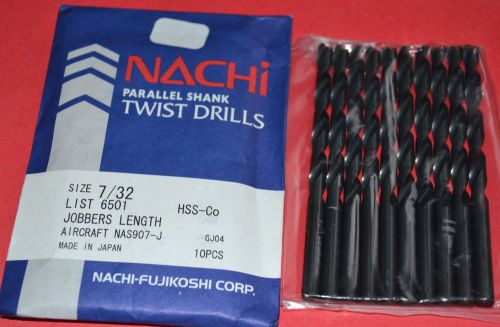 NACHi
PARALLEL SHANK
TWIST DRILLS
SIZE 7/32
LIST 6501 HSS-Co
JOBBERS LENGTH
AIRCRAFT NAS907-J GJ04
MADE IN JAPAN 10PCS
NACHI-FUJIKOSHI CORP.